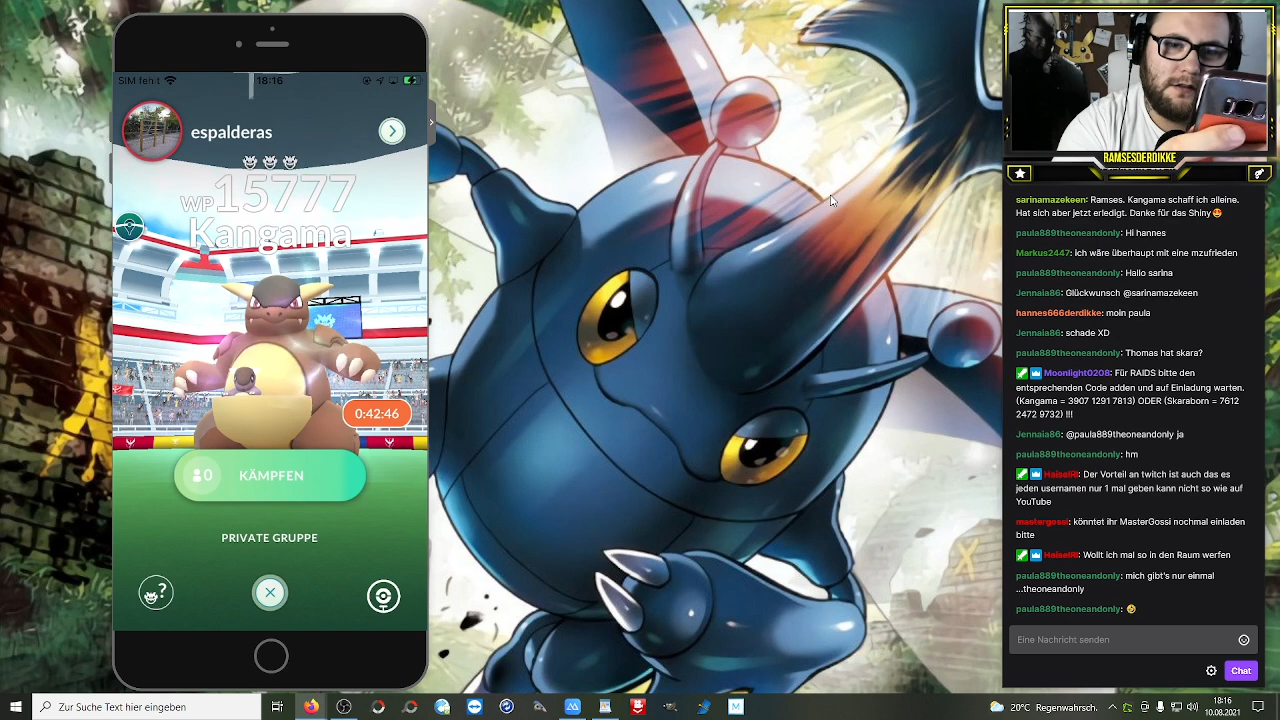 SIM fehlt
18:16
espalderas
WP15777
Kangama
0:42:46
0
KÄMPFEN
PRIVATE GRUPPE
RAMSESDERDIKKE
sarinamazekeen: Ramses. Kangama schaff ich alleine.
Hat sich aber jetzt erledigt. Danke für das Shiny😍
paula889theoneandonly: Hi hannes
Markus2447: Ich wäre überhaupt mit eine mzufrieden
paula889theoneandonly: Hallo sarina
Jennaia86: Glückwunsch @sarinamazekeen
hannes666derdikke: moin paula
Jennaia86: schade XD
paula889theoneandonly: Thomas hat skara?
Moonlight0208: Für RAIDS bitte den
entsprechenden Code adden und auf Einladung warten.
(Kangama = 3907 1291 7813) ODER (Skaraborn = 7612
2472 9732) !!!
Jennaia86: @paula889theoneandonly ja
paula889theoneandonly: hm
HaiselRI: Der Vorteil an twitch ist auch das es
jeden usernamen nur 1 mal geben kann nicht so wie auf
YouTube
mastergossi: könntet ihr MasterGossi nochmal einladen
bitte
HaiselRI: Wollt ich mal so in den Raum werfen
paula889theoneandonly: mich gibt's nur einmal
...theoneandonly
paula889theoneandonly: 🤣
Eine Nachricht senden
Chat
Zur Suche Text hier eingeben
20°C Regenwahrsch.
18:16
10.08.2021